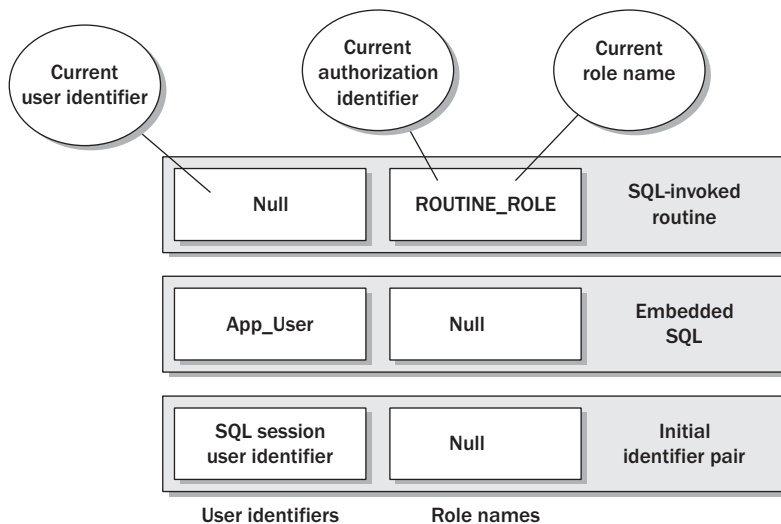 Current
user identifier
Current
authorization
identifier
Current
role name
Null
ROUTINE_ROLE
SQL-invoked
routine
App_User
Null
Embedded
SQL
SQL session
user identifier
Null
Initial
identifier pair
User identifiers
Role names